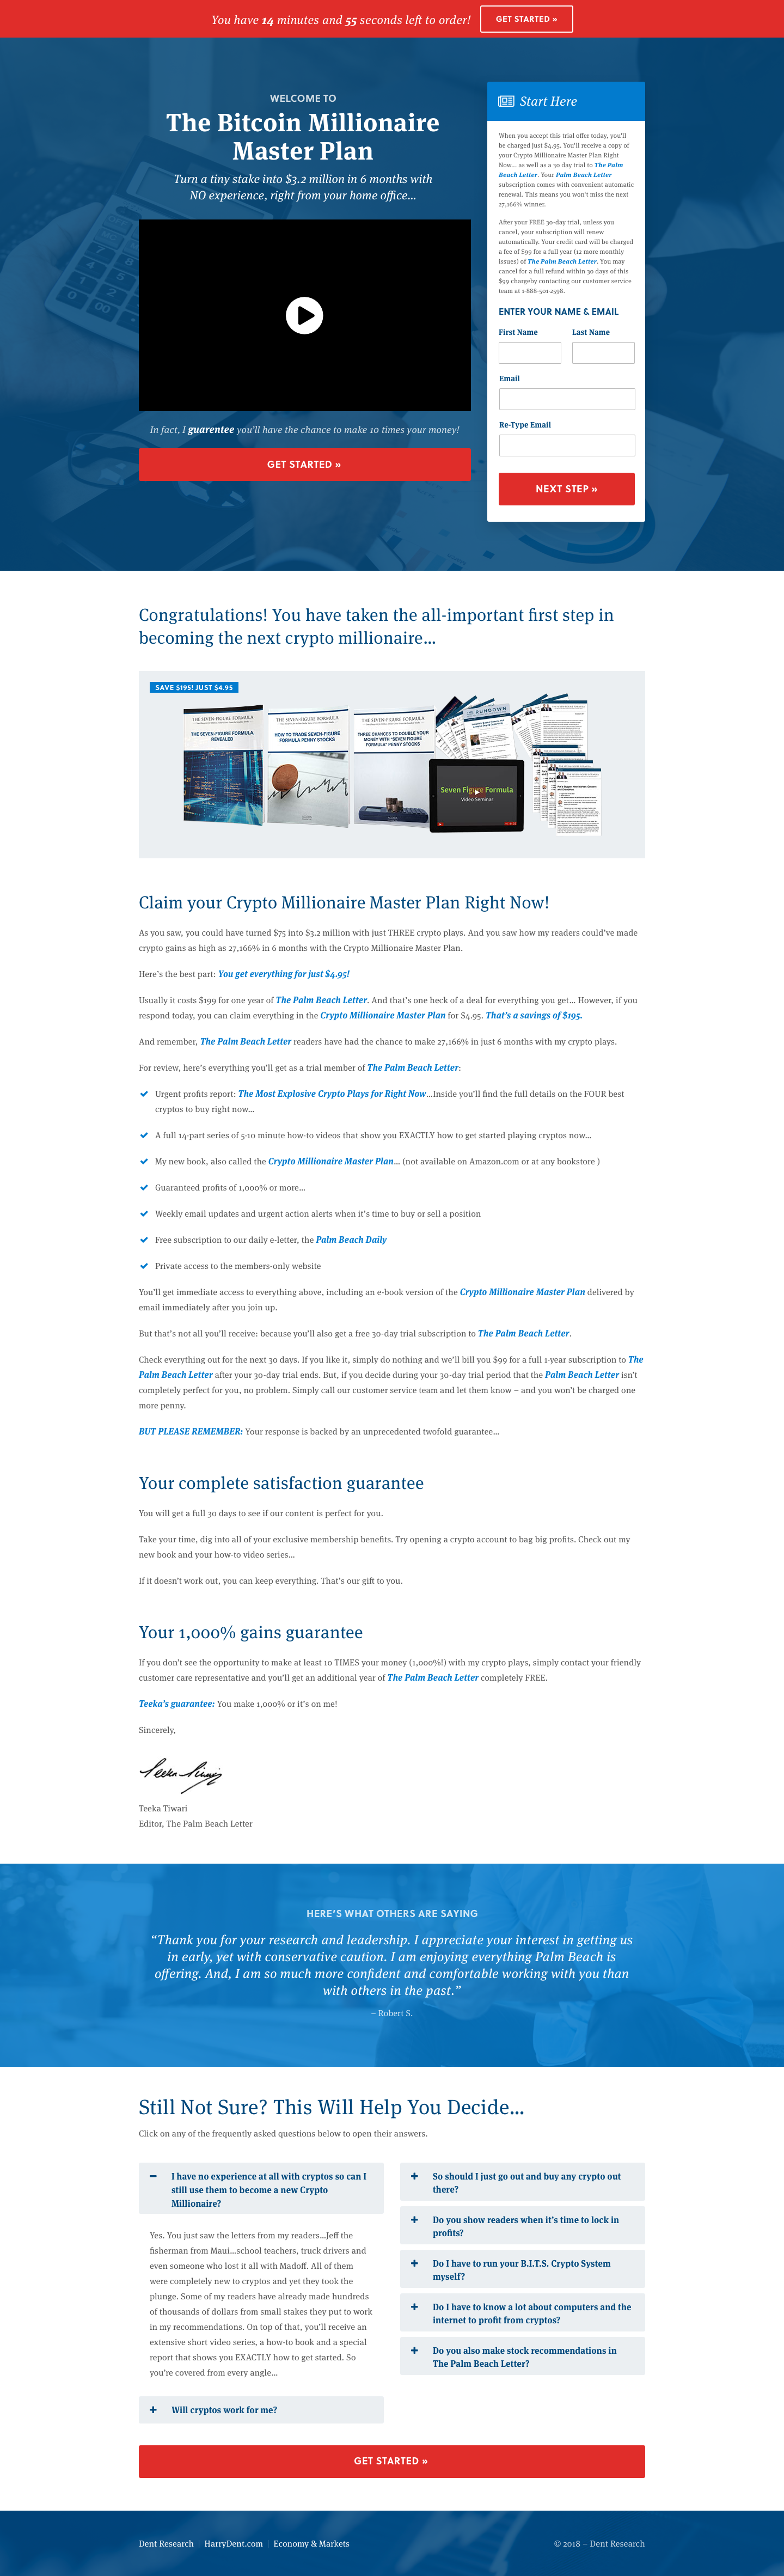 You have 14 minutes and 55 seconds left to order!
GET STARTED »
WELCOME TO
The Bitcoin Millionaire
Master Plan
Turn a tiny stake into $3.2 million in 6 months with
NO experience, right from your home office...
In fact, I guarentee you'll have the chance to make 10 times your money!
GET STARTED »
Start Here
When you accept this trial offer today, you'll
be charged just $4.95. You'll receive a copy of
your Crypto Millionaire Master Plan Right
Now... as well as a 30 day trial to The Palm
Beach Letter. Your Palm Beach Letter
subscription comes with convenient automatic
renewal. This means you won't miss the next
27,166% winner.
After your FREE 30-day trial, unless you
cancel, your subscription will renew
automatically. Your credit card will be charged
a fee of $99 for a full year (12 more monthly
issues) of The Palm Beach Letter. You may
cancel for a full refund within 30 days of this
$99 chargeby contacting our customer service
team at 1-888-501-2598.
ENTER YOUR NAME & EMAIL
First Name
Last Name
Email
Re-Type Email
NEXT STEP »
Congratulations! You have taken the all-important first step in
becoming the next crypto millionaire...
SAVE $195! JUST $4.95
THE SEVEN-FIGURE FORMULA
THE SEVEN-FIGURE FORMULA,
REVEALED
THE SEVEN-FIGURE FORMULA
HOW TO TRADE SEVEN-FIGURE
FORMULA PENNY STOCKS
THE SEVEN-FIGURE FORMULA
THREE CHANCES TO DOUBLE YOUR
MONEY WITH "SEVEN FIGURE
FORMULA" PENNY STOCKS
THE RUNDOWN
Seven Figure Formula
Video Seminar
Claim your Crypto Millionaire Master Plan Right Now!
As you saw, you could have turned $75 into $3.2 million with just THREE crypto plays. And you saw how my readers could've made
crypto gains as high as 27,166% in 6 months with the Crypto Millionaire Master Plan.
Here's the best part: You get everything for just $4.95!
Usually it costs $199 for one year of The Palm Beach Letter. And that's one heck of a deal for everything you get... However, if you
respond today, you can claim everything in the Crypto Millionaire Master Plan for $4.95. That's a savings of $195.
And remember, The Palm Beach Letter readers have had the chance to make 27,166% in just 6 months with my crypto plays.
For review, here's everything you'll get as a trial member of The Palm Beach Letter:
Urgent profits report: The Most Explosive Crypto Plays for Right Now...Inside you'll find the full details on the FOUR best
cryptos to buy right now...
A full 14-part series of 5-10 minute how-to videos that show you EXACTLY how to get started playing cryptos now...
My new book, also called the Crypto Millionaire Master Plan... (not available on Amazon.com or at any bookstore )
Guaranteed profits of 1,000% or more...
Weekly email updates and urgent action alerts when it's time to buy or sell a position
Free subscription to our daily e-letter, the Palm Beach Daily
Private access to the members-only website
You'll get immediate access to everything above, including an e-book version of the Crypto Millionaire Master Plan delivered by
email immediately after you join up.
But that's not all you'll receive: because you'll also get a free 30-day trial subscription to The Palm Beach Letter.
Check everything out for the next 30 days. If you like it, simply do nothing and we'll bill you $99 for a full 1-year subscription to The
Palm Beach Letter after your 30-day trial ends. But, if you decide during your 30-day trial period that the Palm Beach Letter isn't
completely perfect for you, no problem. Simply call our customer service team and let them know – and you won't be charged one
more penny.
BUT PLEASE REMEMBER: Your response is backed by an unprecedented twofold guarantee...
Your complete satisfaction guarantee
You will get a full 30 days to see if our content is perfect for you.
Take your time, dig into all of your exclusive membership benefits. Try opening a crypto account to bag big profits. Check out my
new book and your how-to video series...
If it doesn't work out, you can keep everything. That's our gift to you.
Your 1,000% gains guarantee
If you don't see the opportunity to make at least 10 TIMES your money (1,000%!) with my crypto plays, simply contact your friendly
customer care representative and you'll get an additional year of The Palm Beach Letter completely FREE.
Teeka's guarantee: You make 1,000% or it's on me!
Sincerely,
Teeka Tiwari
Teeka Tiwari
Editor, The Palm Beach Letter
HERE'S WHAT OTHERS ARE SAYING
"Thank you for your research and leadership. I appreciate your interest in getting us
in early, yet with conservative caution. I am enjoying everything Palm Beach is
offering. And, I am so much more confident and comfortable working with you than
with others in the past."
– Robert S.
Still Not Sure? This Will Help You Decide...
Click on any of the frequently asked questions below to open their answers.
I have no experience at all with cryptos so can I
still use them to become a new Crypto
Millionaire?
Yes. You just saw the letters from my readers...Jeff the
fisherman from Maui...school teachers, truck drivers and
even someone who lost it all with Madoff. All of them
were completely new to cryptos and yet they took the
plunge. Some of my readers have already made hundreds
of thousands of dollars from small stakes they put to work
in my recommendations. On top of that, you'll receive an
extensive short video series, a how-to book and a special
report that shows you EXACTLY how to get started. So
you're covered from every angle...
Will cryptos work for me?
So should I just go out and buy any crypto out
there?
Do you show readers when it's time to lock in
profits?
Do I have to run your B.I.T.S. Crypto System
myself?
Do I have to know a lot about computers and the
internet to profit from cryptos?
Do you also make stock recommendations in
The Palm Beach Letter?
GET STARTED »
Dent Research | HarryDent.com | Economy & Markets
© 2018 – Dent Research